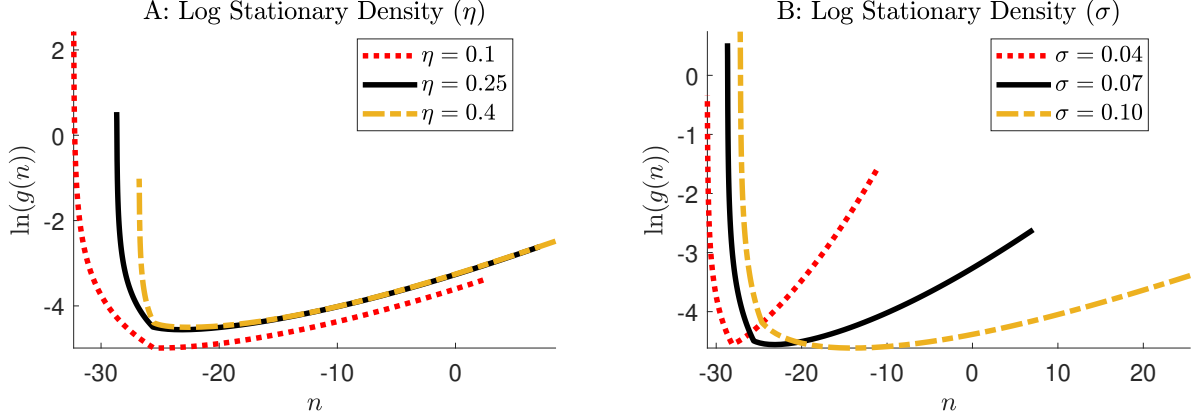 A: Log Stationary Density (η)
ln(g(n))
2
0
-2
-4
η = 0.1
η = 0.25
η = 0.4
-30
-20
-10
0
n
B: Log Stationary Density (σ)
ln(g(n))
0
-1
-2
-3
-4
σ = 0.04
σ = 0.07
σ = 0.10
-30
-20
-10
0
10
20
n